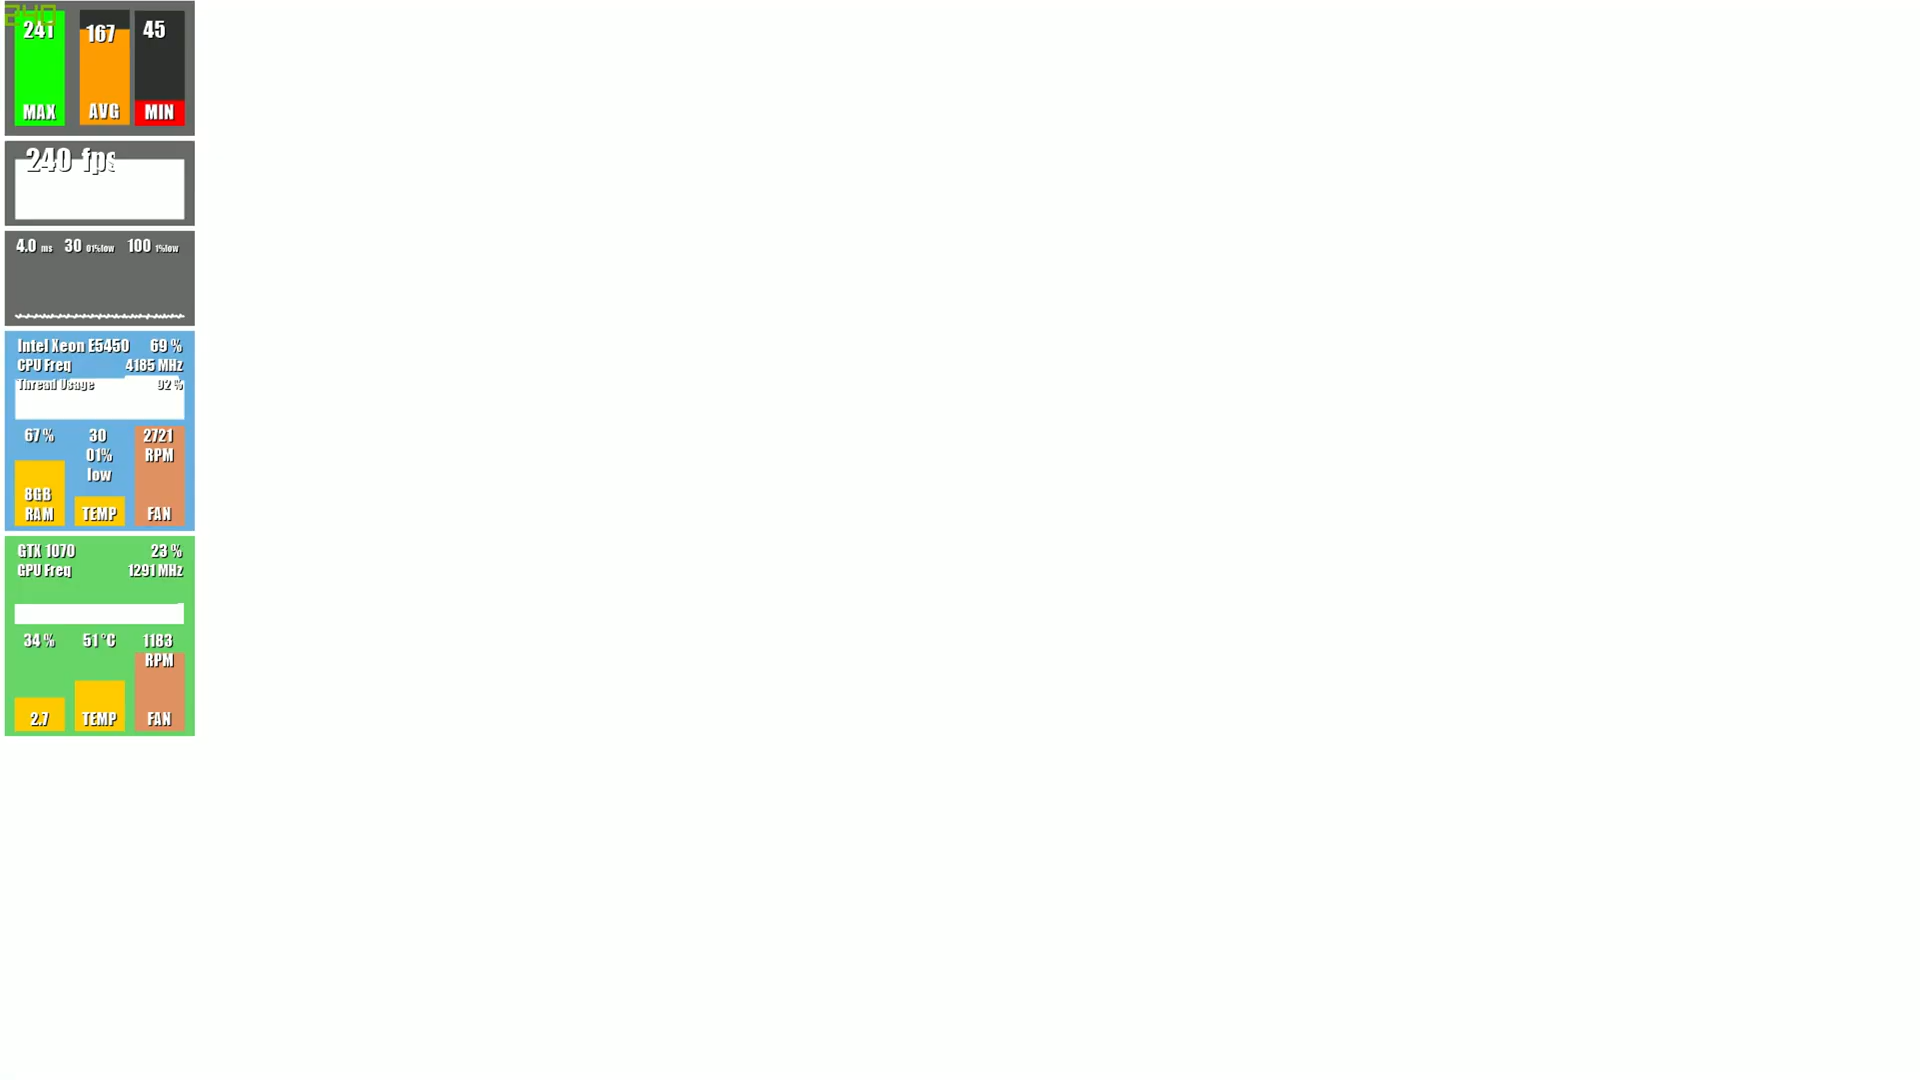 240
241 167 45
MAX AVG MIN
240 fps
4.0 ms 30 01%low 100 1%low
Intel Xeon E5450 69 %
CPU Freq 4185 MHz
Thread Usage 92 %
67 % 30 2721
01% RPM
low
8GB
RAM TEMP FAN
GTX 1070 23 %
GPU Freq 1291 MHz
34 % 51 °C 1183
RPM
2.7 TEMP FAN